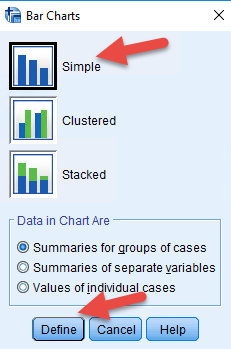 Bar Charts
Simple
Clustered
Stacked
Data in Chart Are
Summaries for groups of cases
Summaries of separate variables
Values of individual cases
Define Cancel Help